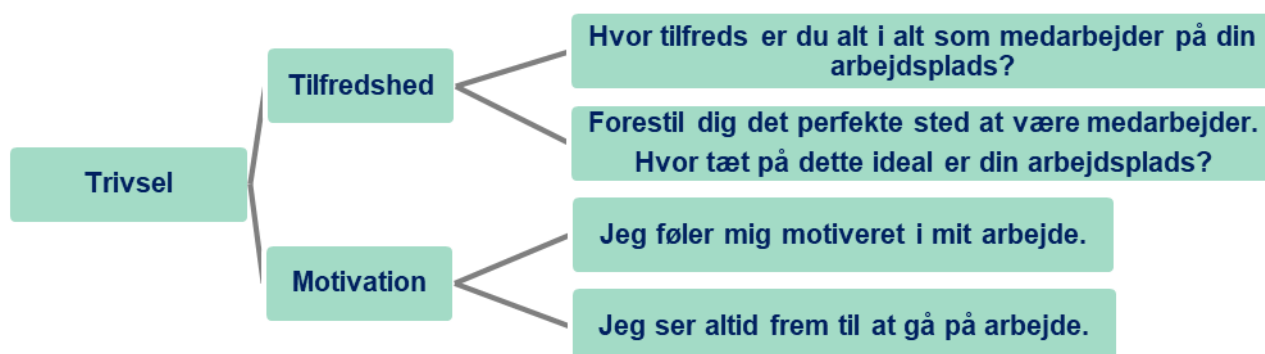 Trivsel
Tilfredshed
Hvor tilfreds er du alt i alt som medarbejder på din
arbejdsplads?
Forestil dig det perfekte sted at være medarbejder.
Hvor tæt på dette ideal er din arbejdsplads?
Motivation
Jeg føler mig motiveret i mit arbejde.
Jeg ser altid frem til at gå på arbejde.